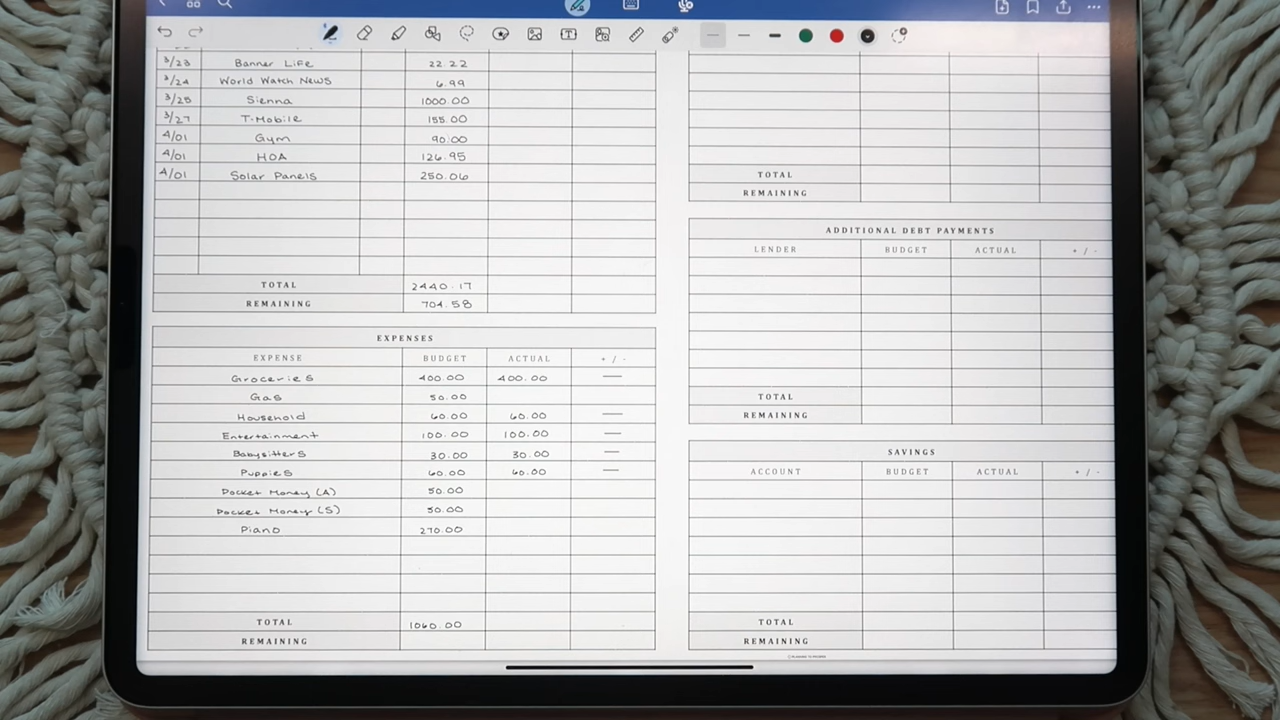 3/23 Banner Life 22.22
3/24 World Watch News 6.99
3/25 Sienna 1000.00
3/27 T-Mobile 155.00
4/01 Gym 90.00
4/01 HOA 126.95
4/01 Solar Panels 250.06
TOTAL 2440.17
REMAINING 704.58
EXPENSES
EXPENSE BUDGET ACTUAL + / -
Groceries 400.00 400.00 —
Gas 50.00
Household 60.00 60.00 —
Entertainment 100.00 100.00 —
Babysitters 30.00 30.00 —
Puppies 60.00 60.00 —
Pocket Money (A) 50.00
Pocket Money (S) 50.00
Piano 270.00
TOTAL 1060.00
REMAINING
TOTAL
REMAINING
ADDITIONAL DEBT PAYMENTS
LENDER BUDGET ACTUAL + / -
TOTAL
REMAINING
SAVINGS
ACCOUNT BUDGET ACTUAL + / -
TOTAL
REMAINING